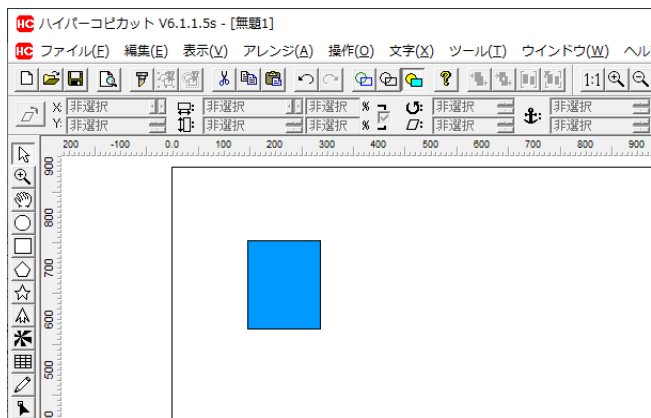 HC ハイパーコピカット V6.1.1.5s - [無題1]
HC ファイル(F) 編集(E) 表示(V) アレンジ(A) 操作(O) 文字(X) ツール(T) ウインドウ(W) ヘル
1:1
X: 非選択 非選択 非選択 % 非選択 非選択
Y: 非選択 非選択 非選択 % 非選択 非選択
200 -100 0.0 100 200 300 400 500 600 700 800 900
900
800
700
600
500